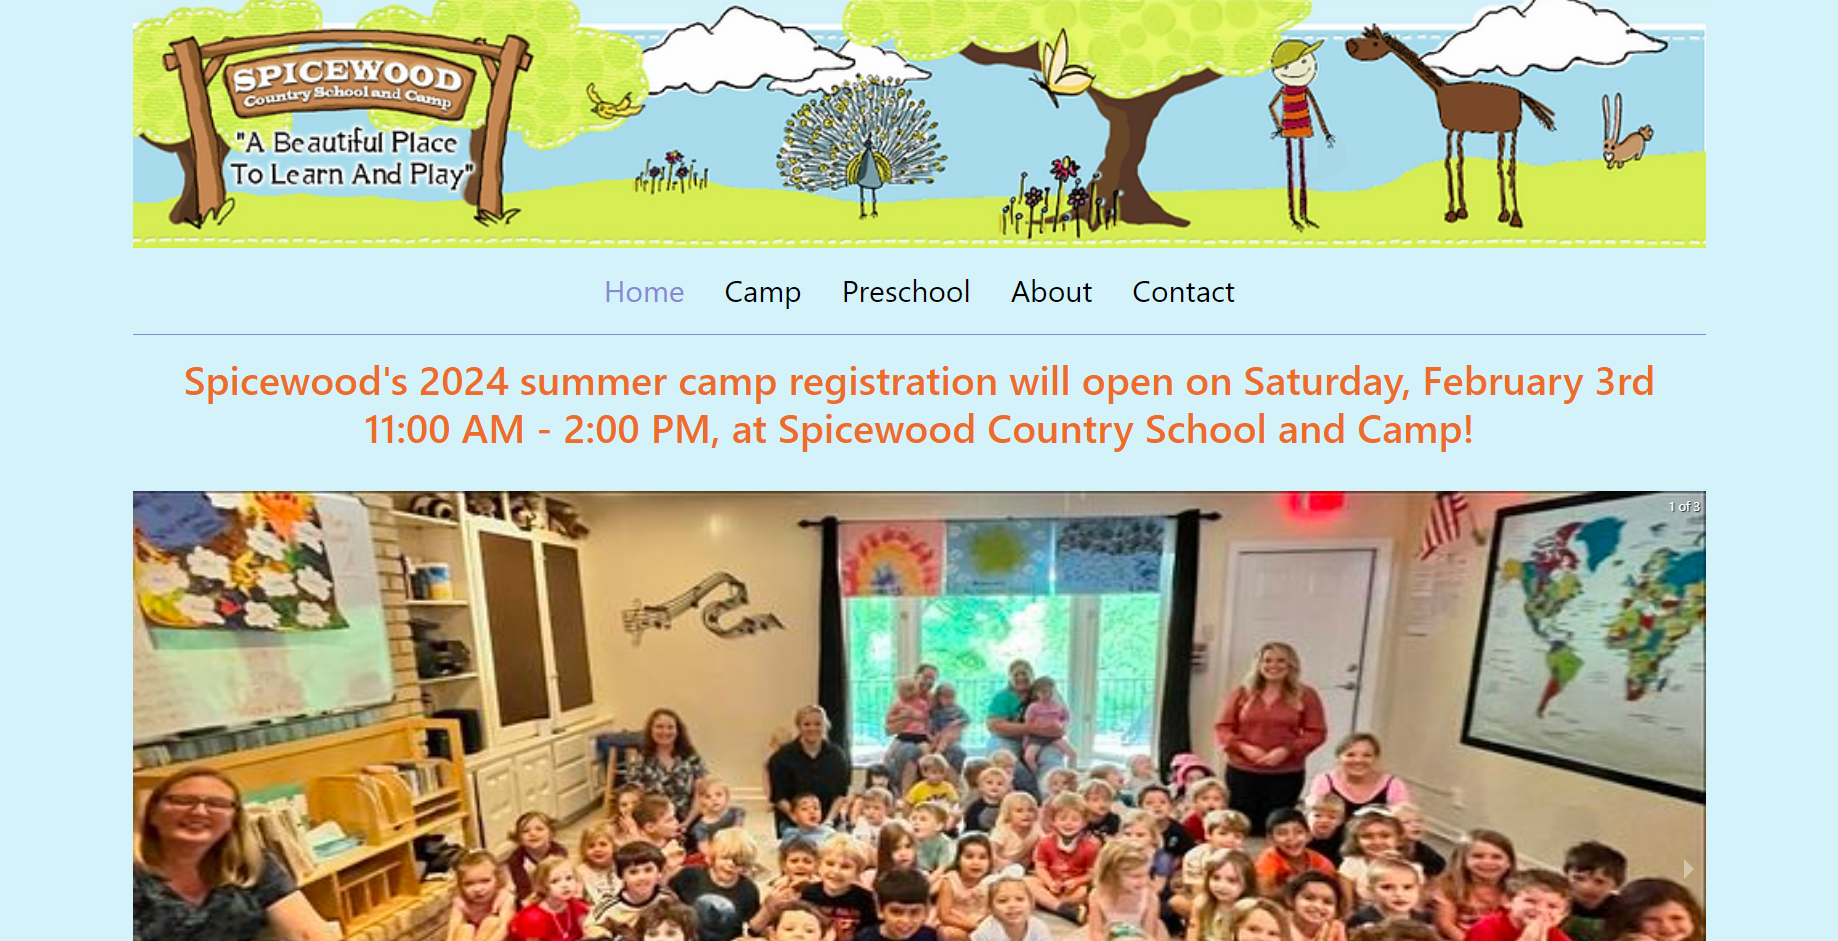 SPICEWOOD
Country School and Camp
"A Beautiful Place
To Learn And Play"
Home Camp Preschool About Contact
Spicewood's 2024 summer camp registration will open on Saturday, February 3rd
11:00 AM - 2:00 PM, at Spicewood Country School and Camp!
1 of 3